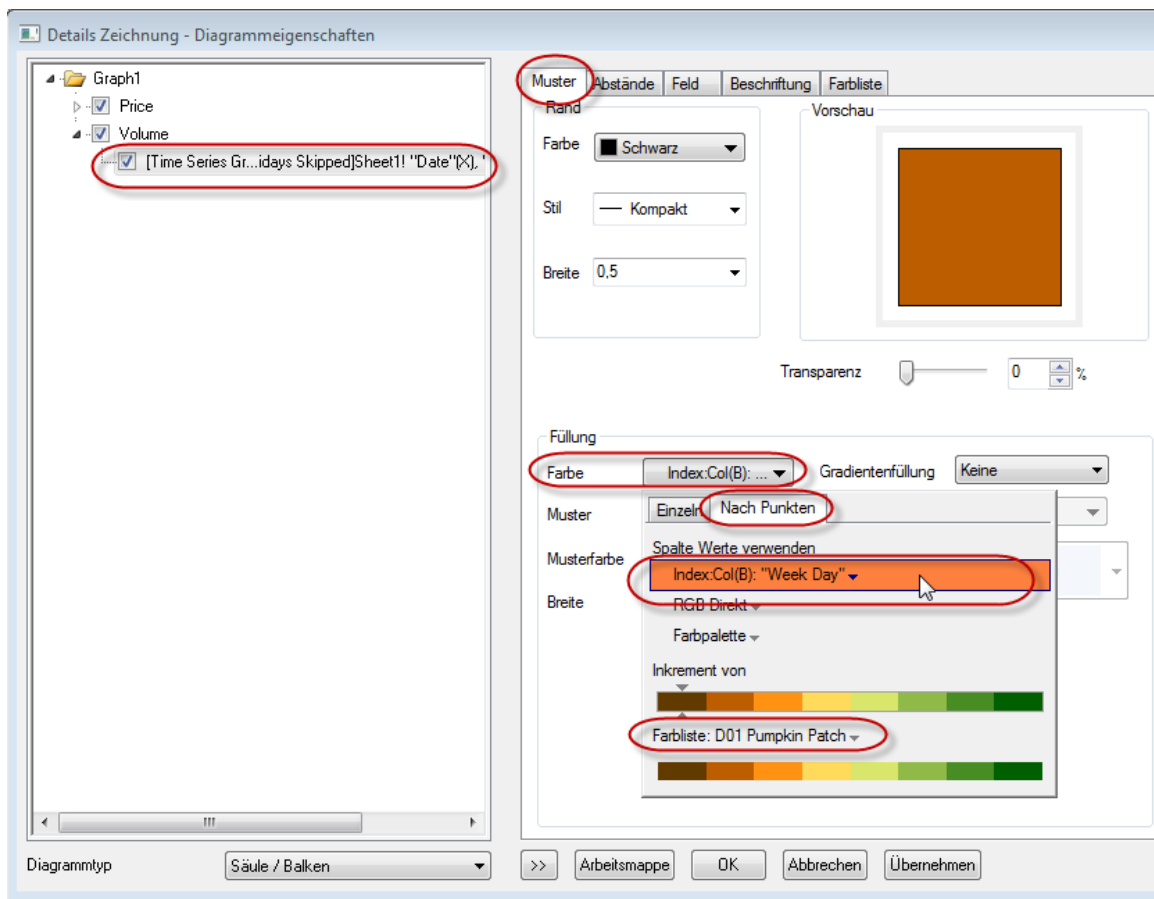 Details Zeichnung - Diagrammeigenschaften
Graph1
Price
Volume
[Time Series Gr...idays Skipped]Sheet1! "Date"(X), "
Muster Abstände Feld Beschriftung Farbliste
Rand
Vorschau
Farbe Schwarz
Stil Kompakt
Breite 0,5
Transparenz 0 %
Füllung
Farbe Index:Col(B): ... Gradientenfüllung Keine
Muster
Einzeln Nach Punkten
Spalte Werte verwenden
Musterfarbe
Index:Col(B): "Week Day"
Breite
RGB Direkt
Farbpalette
Inkrement von
Farbliste: D01 Pumpkin Patch
Diagrammtyp Säule / Balken >> Arbeitsmappe OK Abbrechen Übernehmen